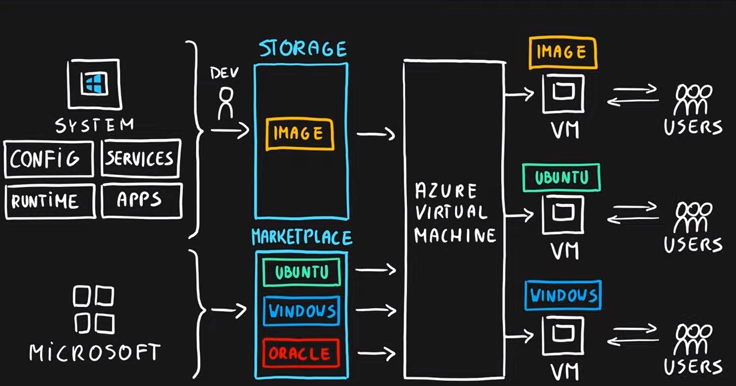 STORAGE
DEV
IMAGE
SYSTEM
CONFIG
SERVICES
RUNTIME
APPS
IMAGE
VM
USERS
AZURE
VIRTUAL
MACHINE
UBUNTU
VM
USERS
MARKETPLACE
UBUNTU
WINDOWS
ORACLE
MICROSOFT
WINDOWS
VM
USERS